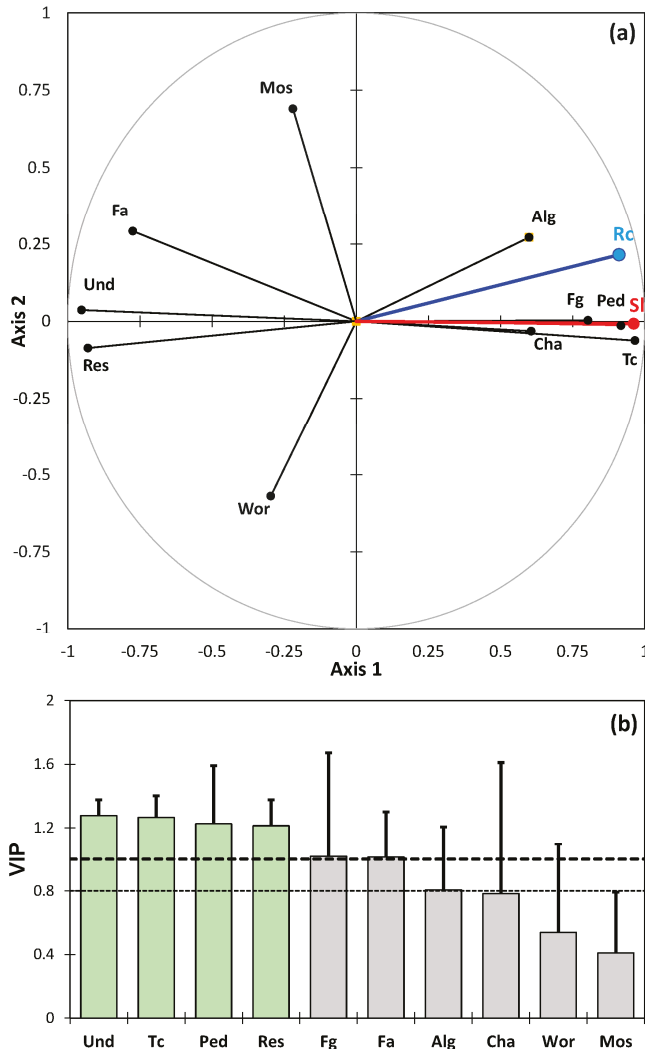 (a)
1
0.75
0.5
0.25
0
-0.25
-0.5
-0.75
-1
Axis 2
Mos
Fa
Und
Res
Wor
Alg
Rc
Fg Ped Sl
Cha
Tc
-1 -0.75 -0.5 -0.25 0 0.25 0.5 0.75 1
Axis 1
(b)
2
1.6
1.2
0.8
0.4
0
VIP
Und Tc Ped Res Fg Fa Alg Cha Wor Mos